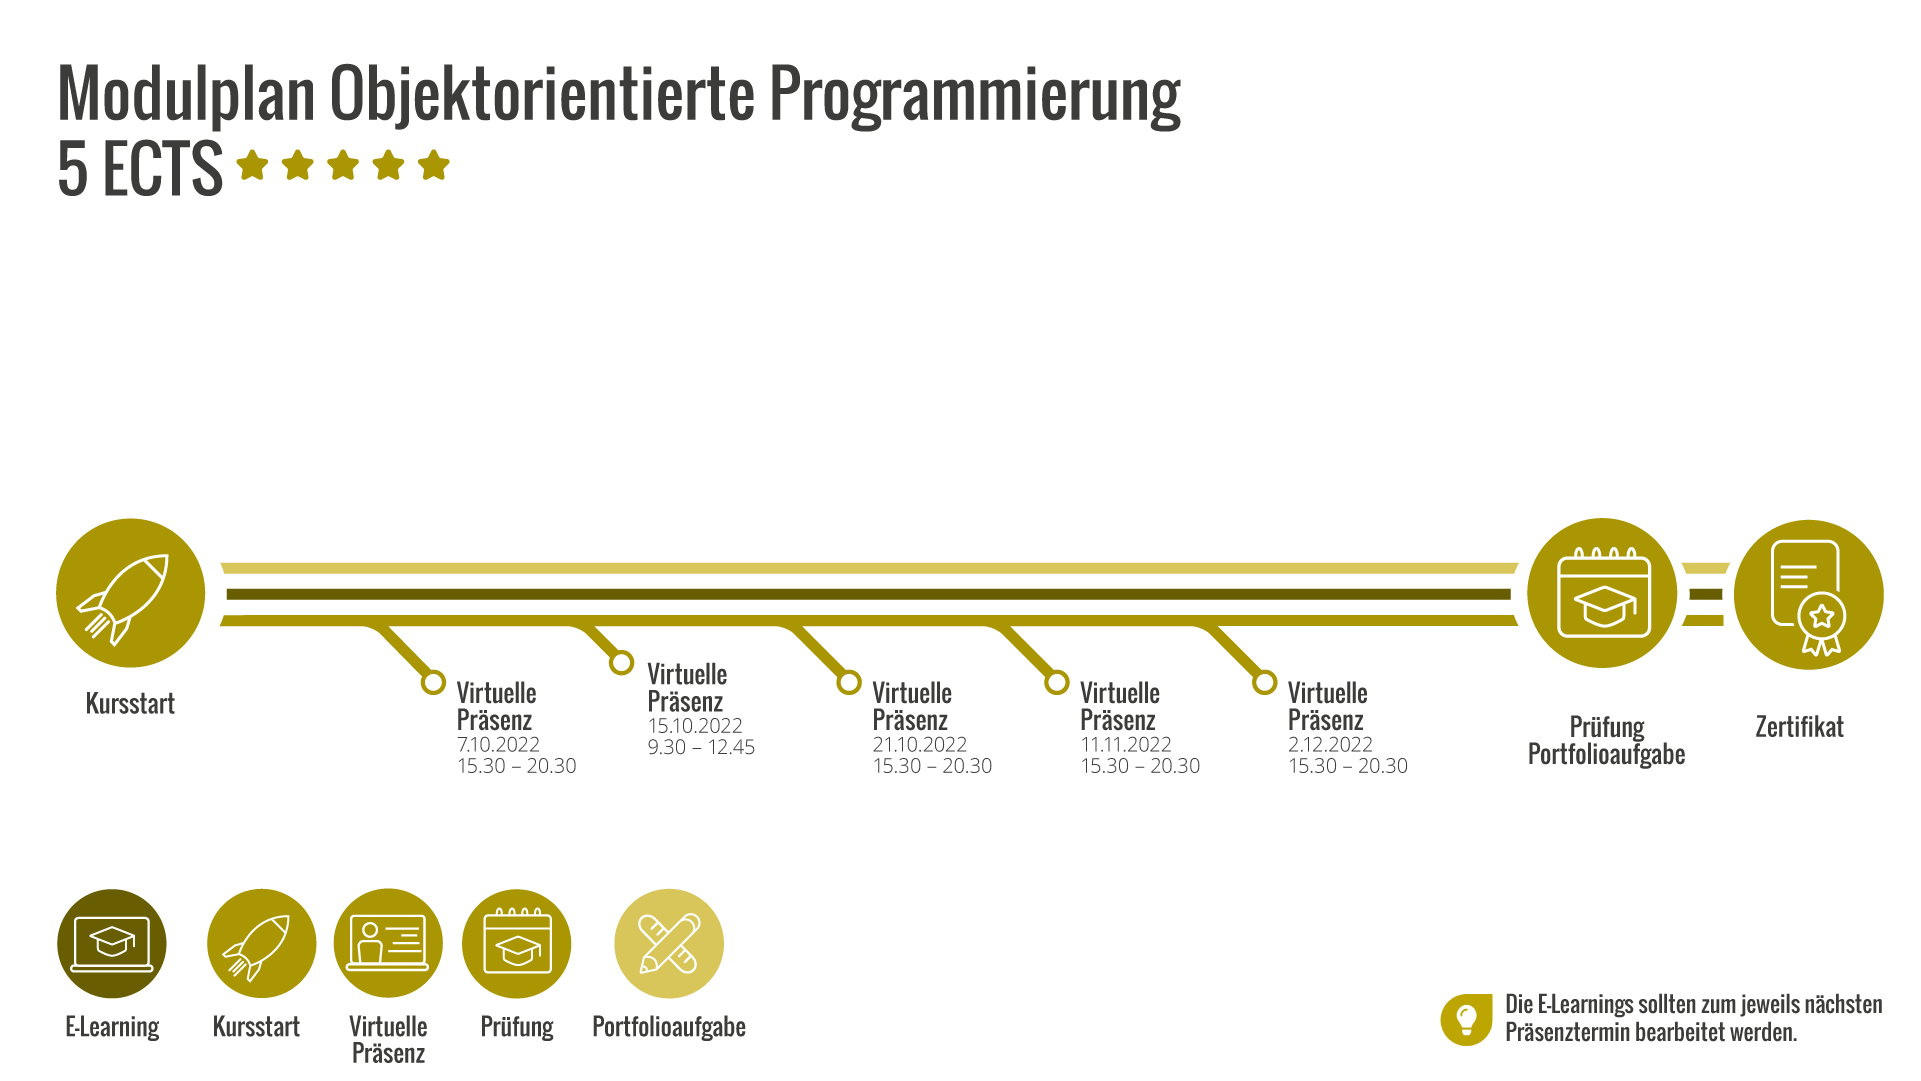 Modulplan Objektorientierte Programmierung
5 ECTS
Kursstart
Virtuelle
Präsenz
7.10.2022
15.30 – 20.30
Virtuelle
Präsenz
15.10.2022
9.30 – 12.45
Virtuelle
Präsenz
21.10.2022
15.30 – 20.30
Virtuelle
Präsenz
11.11.2022
15.30 – 20.30
Virtuelle
Präsenz
2.12.2022
15.30 – 20.30
Prüfung
Portfolioaufgabe
Zertifikat
E-Learning
Kursstart
Virtuelle
Präsenz
Prüfung
Portfolioaufgabe
Die E-Learnings sollten zum jeweils nächsten
Präsenztermin bearbeitet werden.